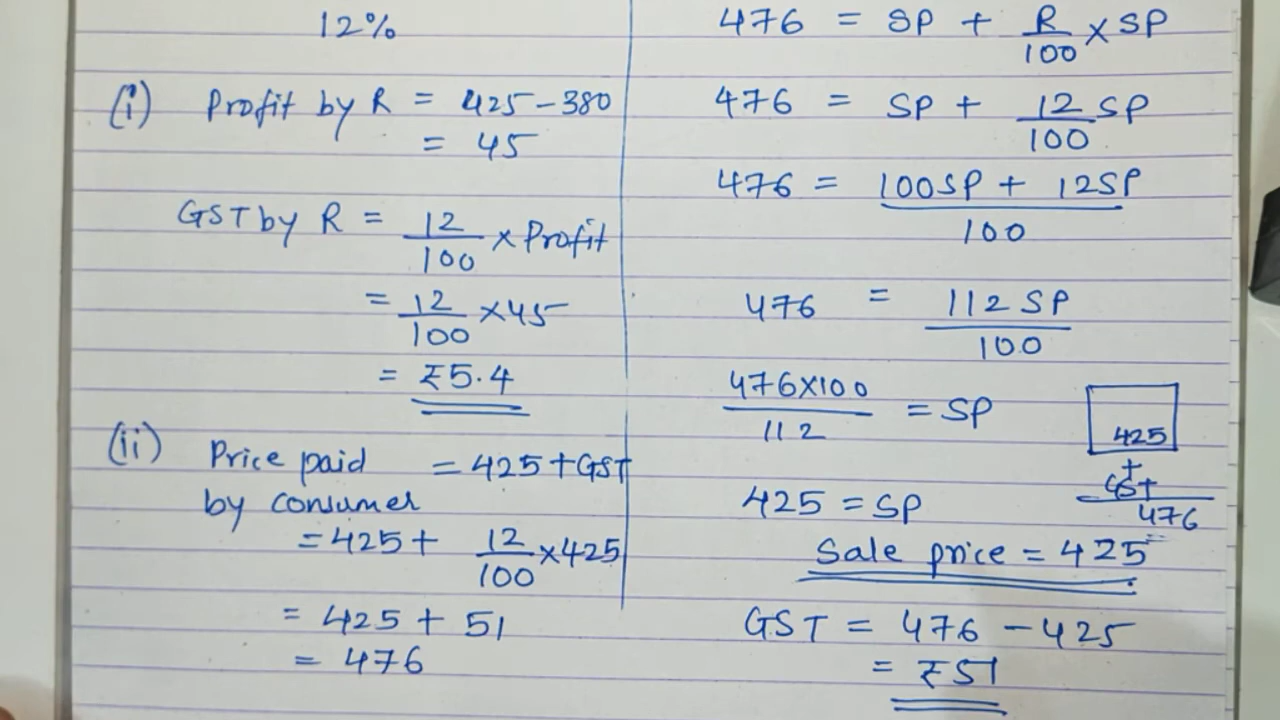 12%
(i) Profit by R = 425-380
= 45
GST by R = 12/100 × Profit
= 12/100 ×45
= ₹5.4
(ii) Price paid = 425+GST
by consumer
= 425+ 12/100 ×425
= 425 + 51
= 476
476 = SP + R/100 × SP
476 = SP + 12/100 SP
476 = 100SP + 12SP/100
476 = 112 SP/100
476×100/112 = SP
425 = SP
Sale price = 425
GST = 476 - 425
= ₹51
425
+
GST
476